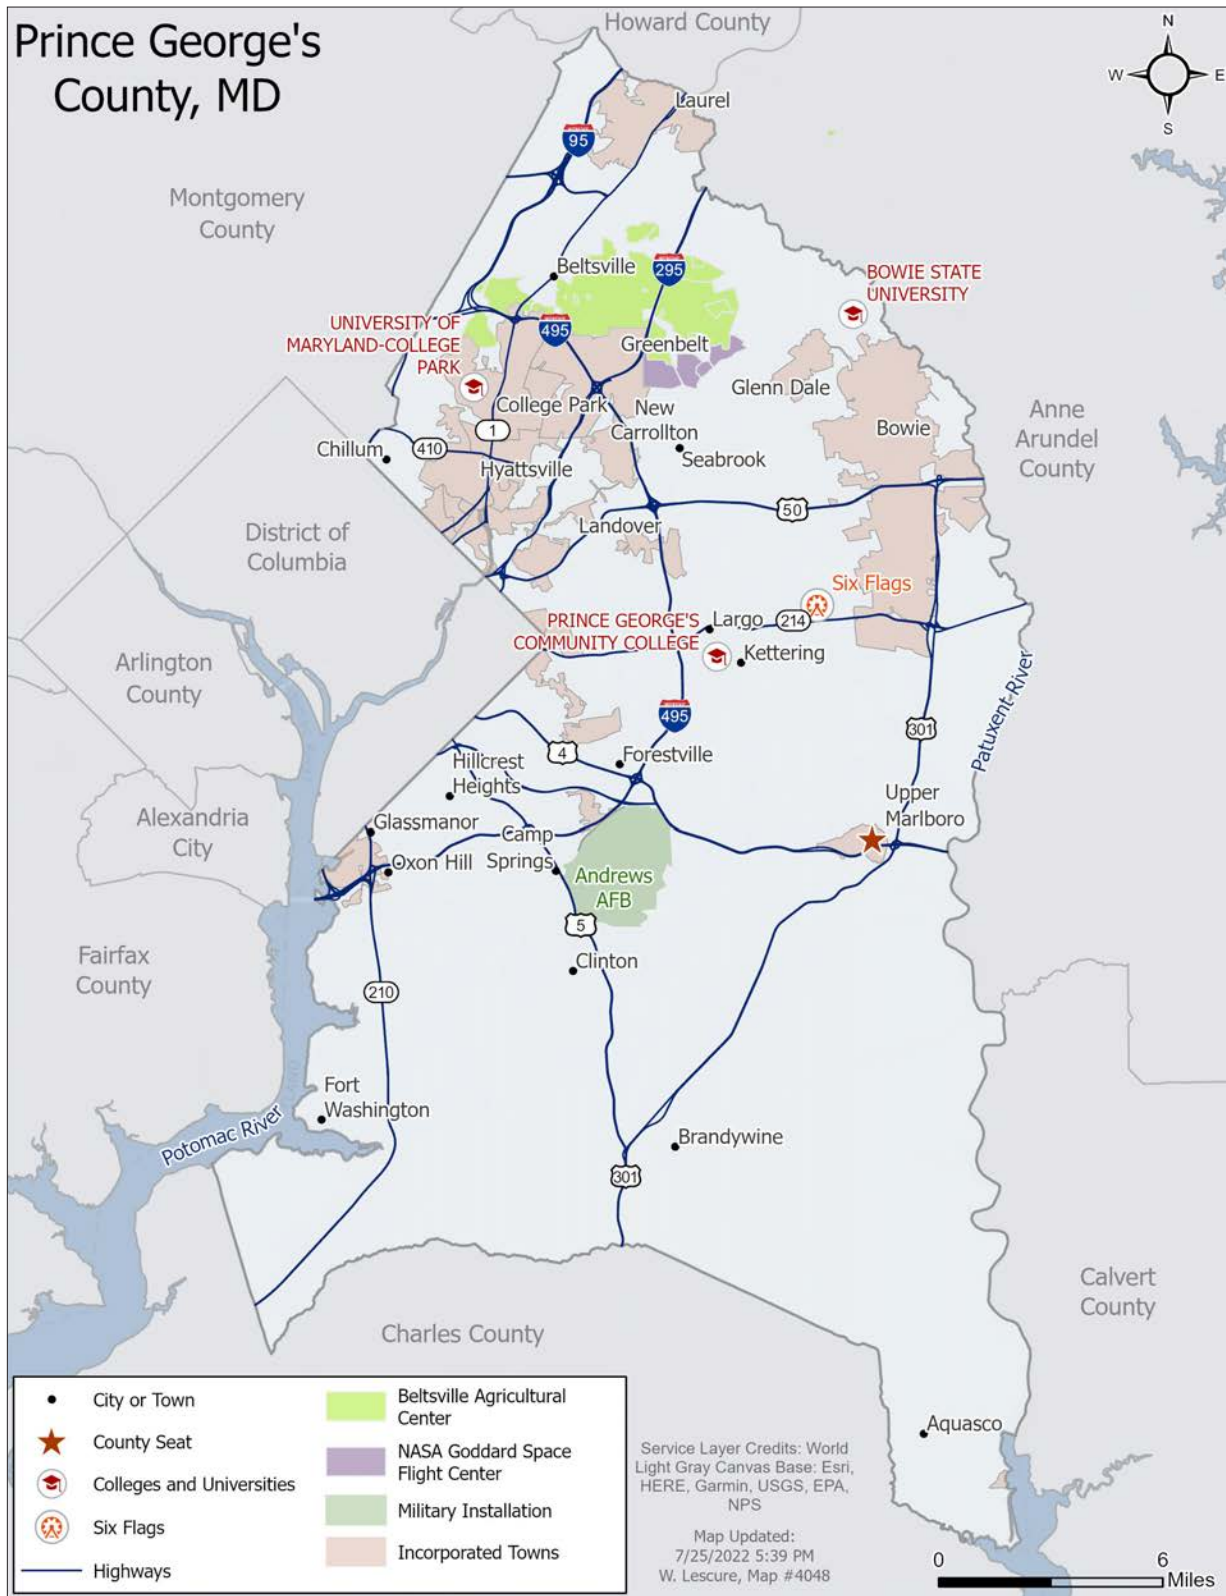 Prince George's
County, MD
Howard County
N
W
E
S
Laurel
95
Montgomery
County
Beltsville
295
BOWIE STATE
UNIVERSITY
UNIVERSITY OF
MARYLAND-COLLEGE
PARK
495
Greenbelt
Glenn Dale
College Park
New
Carrollton
Anne
Arundel
County
Bowie
1
Chillum
410
Seabrook
Hyattsville
50
Landover
District of
Columbia
Six Flags
PRINCE GEORGE'S
COMMUNITY COLLEGE
Largo
214
Kettering
Arlington
County
Patuxent River
495
301
4
Forestville
Hillcrest
Heights
Upper
Marlboro
Alexandria
City
Glassmanor
Camp
Springs
Oxon Hill
Andrews
AFB
5
Fairfax
County
Clinton
210
Fort
Washington
Potomac River
Brandywine
301
Calvert
County
Charles County
Aquasco
City or Town
County Seat
Colleges and Universities
Six Flags
Highways
Beltsville Agricultural
Center
NASA Goddard Space
Flight Center
Military Installation
Incorporated Towns
Service Layer Credits: World
Light Gray Canvas Base: Esri,
HERE, Garmin, USGS, EPA,
NPS
Map Updated:
7/25/2022 5:39 PM
W. Lescure, Map #4048
0
6
Miles